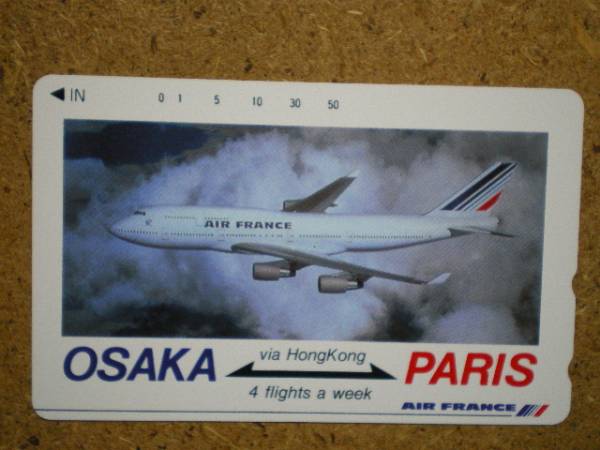 ◀ IN 0 1 5 10 30 50
AIR FRANCE
OSAKA via HongKong PARIS
4 flights a week
AIR FRANCE